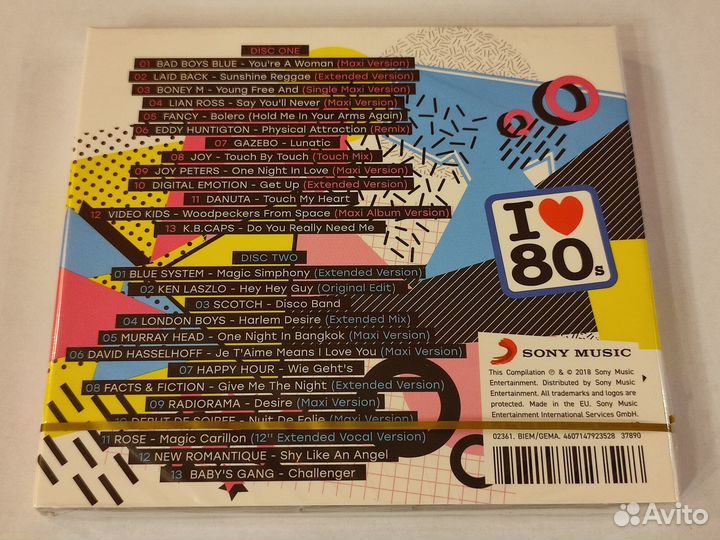 DISC ONE
01 BAD BOYS BLUE - You're A Woman (Maxi Version)
02 LAID BACK - Sunshine Reggae (Extended Version)
03 BONEY M - Young Free And (Single Maxi Version)
04 LIAN ROSS - Say You'll Never (Maxi Version)
05 FANCY - Bolero (Hold Me In Your Arms Again)
06 EDDY HUNTIGTON - Physical Attraction (Remix)
07 GAZEBO - Lunatic
08 JOY - Touch By Touch (Touch Mix)
09 JOY PETERS - One Night In Love (Maxi Version)
10 DIGITAL EMOTION - Get Up (Extended Version)
11 DANUTA - Touch My Heart
12 VIDEO KIDS - Woodpeckers From Space (Maxi Album Version)
13 K.B.CAPS - Do You Really Need Me
DISC TWO
01 BLUE SYSTEM - Magic Simphony (Extended Version)
02 KEN LASZLO - Hey Hey Guy (Original Edit)
03 SCOTCH - Disco Band
04 LONDON BOYS - Harlem Desire (Extended Mix)
05 MURRAY HEAD - One Night In Bangkok (Maxi Version)
06 DAVID HASSELHOFF - Je T'Aime Means I Love You (Maxi Version)
07 HAPPY HOUR - Wie Geht's
08 FACTS & FICTION - Give Me The Night (Extended Version)
09 RADIORAMA - Desire (Maxi Version)
10 DEBUT DE SOIREE - Nuit De Folie (Maxi Version)
11 ROSE - Magic Carillon (12" Extended Vocal Version)
12 NEW ROMANTIQUE - Shy Like An Angel
13 BABY'S GANG - Challenger
I ♥
80s
SONY MUSIC
This Compilation ℗ & © 2018 Sony Music
Entertainment. Distributed by Sony Music
Entertainment. All trademarks and logos are
protected. Made in the EU. Sony Music
Entertainment International Services GmbH.
02361. BIEM/GEMA. 4607147923528 37890
Avito